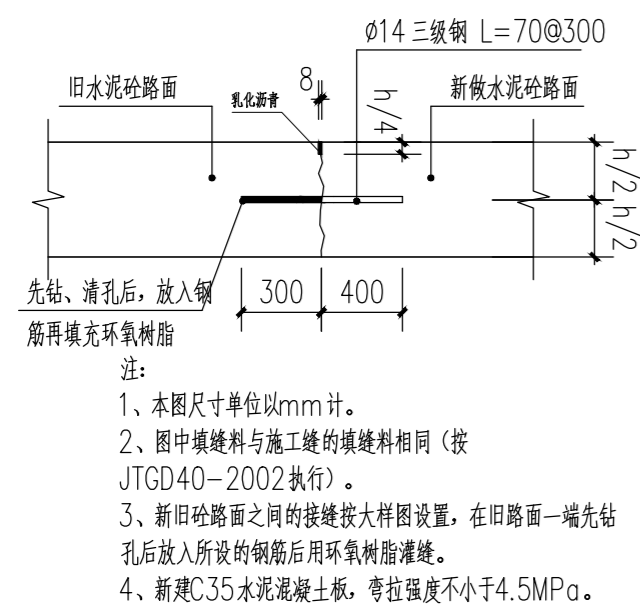 Ø14 三级钢 L=70@300
旧水泥砼路面
8
乳化沥青
h/4
新做水泥砼路面
h/2
h/2
先钻、清孔后，放入钢
筋再填充环氧树脂
300
400
注：
1、本图尺寸单位以mm计。
2、图中填缝料与施工缝的填缝料相同（按
JTGD40-2002执行）。
3、新旧砼路面之间的接缝按大样图设置，在旧路面一端先钻
孔后放入所设的钢筋后用环氧树脂灌缝。
4、新建C35水泥混凝土板，弯拉强度不小于4.5MPa。